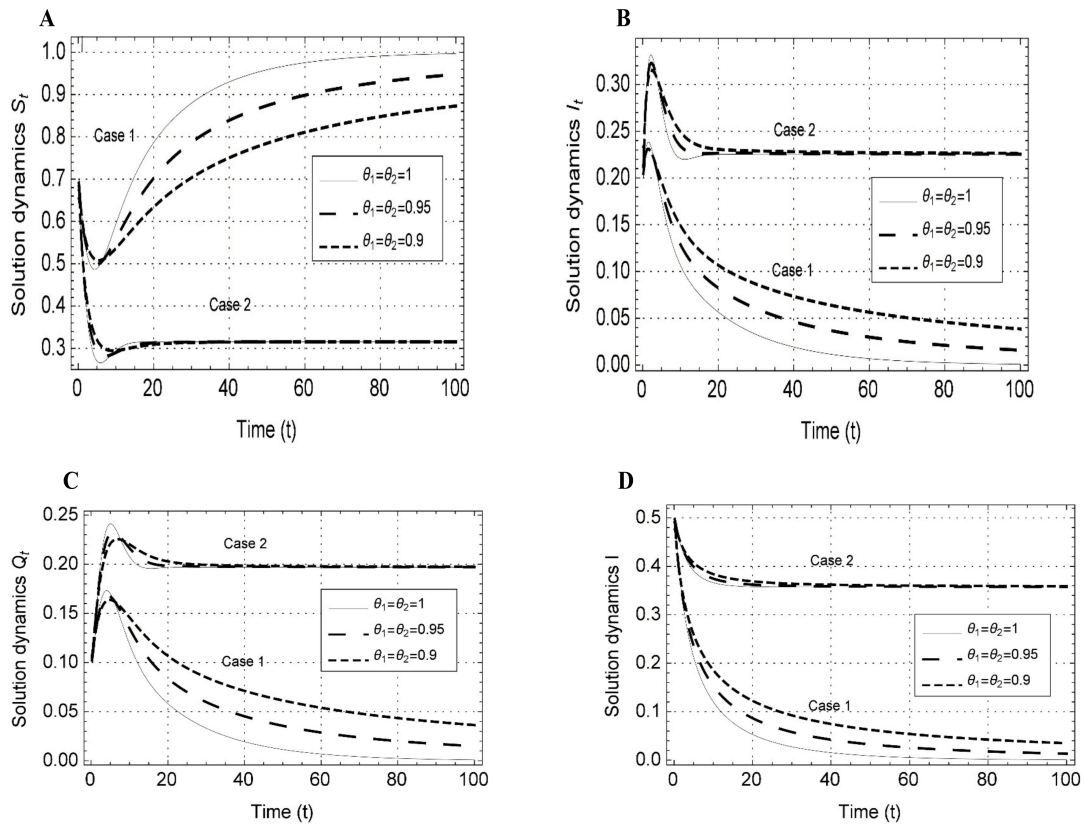 A
Solution dynamics S_t
1.0
0.9
0.8
0.7
0.6
0.5
0.4
0.3
Case 1
θ₁=θ₂=1
θ₁=θ₂=0.95
θ₁=θ₂=0.9
Case 2
0 20 40 60 80 100
Time (t)
B
Solution dynamics I_t
0.30
0.25
0.20
0.15
0.10
0.05
0.00
Case 2
θ₁=θ₂=1
θ₁=θ₂=0.95
θ₁=θ₂=0.9
Case 1
0 20 40 60 80 100
Time (t)
C
Solution dynamics Q_t
0.25
0.20
0.15
0.10
0.05
0.00
Case 2
θ₁=θ₂=1
θ₁=θ₂=0.95
θ₁=θ₂=0.9
Case 1
0 20 40 60 80 100
Time (t)
D
Solution dynamics I
0.5
0.4
0.3
0.2
0.1
0.0
Case 2
θ₁=θ₂=1
θ₁=θ₂=0.95
θ₁=θ₂=0.9
Case 1
0 20 40 60 80 100
Time (t)